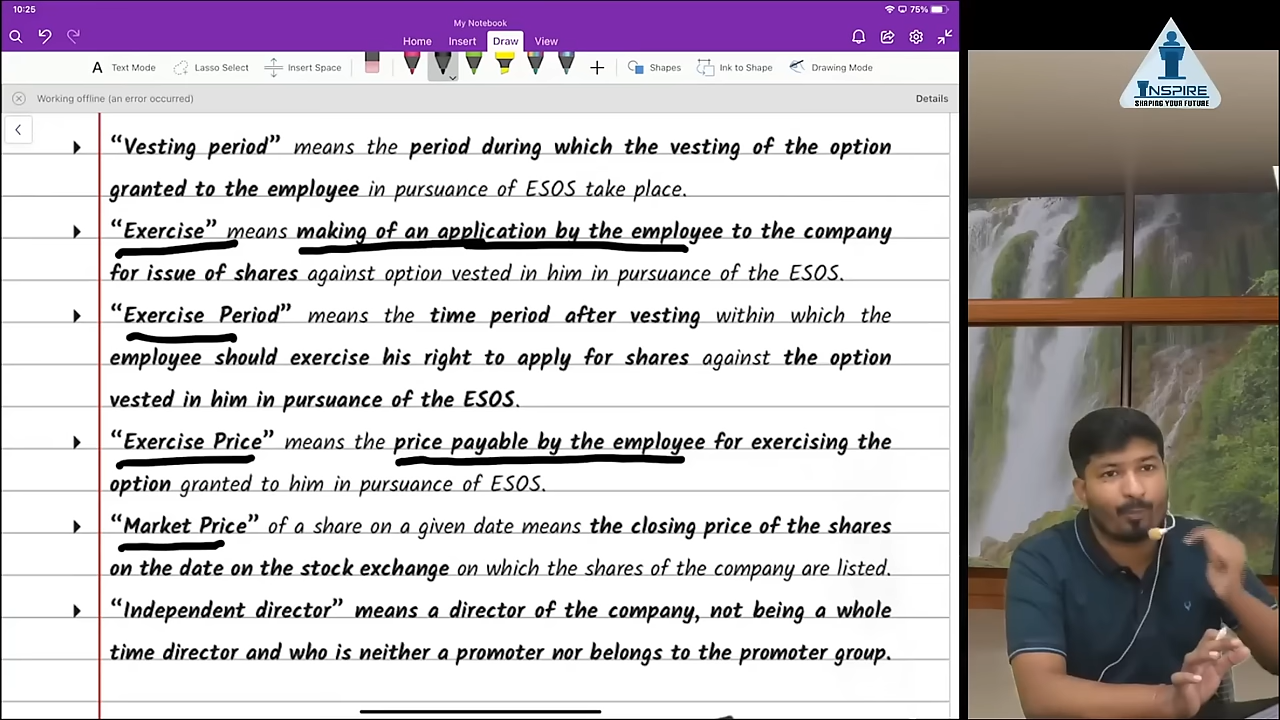 10:25
75%
My Notebook
Home Insert Draw View
Text Mode Lasso Select Insert Space Shapes Ink to Shape Drawing Mode
Working offline (an error occurred) Details
“Vesting period” means the period during which the vesting of the option
granted to the employee in pursuance of ESOS take place.
“Exercise” means making of an application by the employee to the company
for issue of shares against option vested in him in pursuance of the ESOS.
“Exercise Period” means the time period after vesting within which the
employee should exercise his right to apply for shares against the option
vested in him in pursuance of the ESOS.
“Exercise Price” means the price payable by the employee for exercising the
option granted to him in pursuance of ESOS.
“Market Price” of a share on a given date means the closing price of the shares
on the date on the stock exchange on which the shares of the company are listed.
“Independent director” means a director of the company, not being a whole
time director and who is neither a promoter nor belongs to the promoter group.
INSPIRE
SHAPING YOUR FUTURE